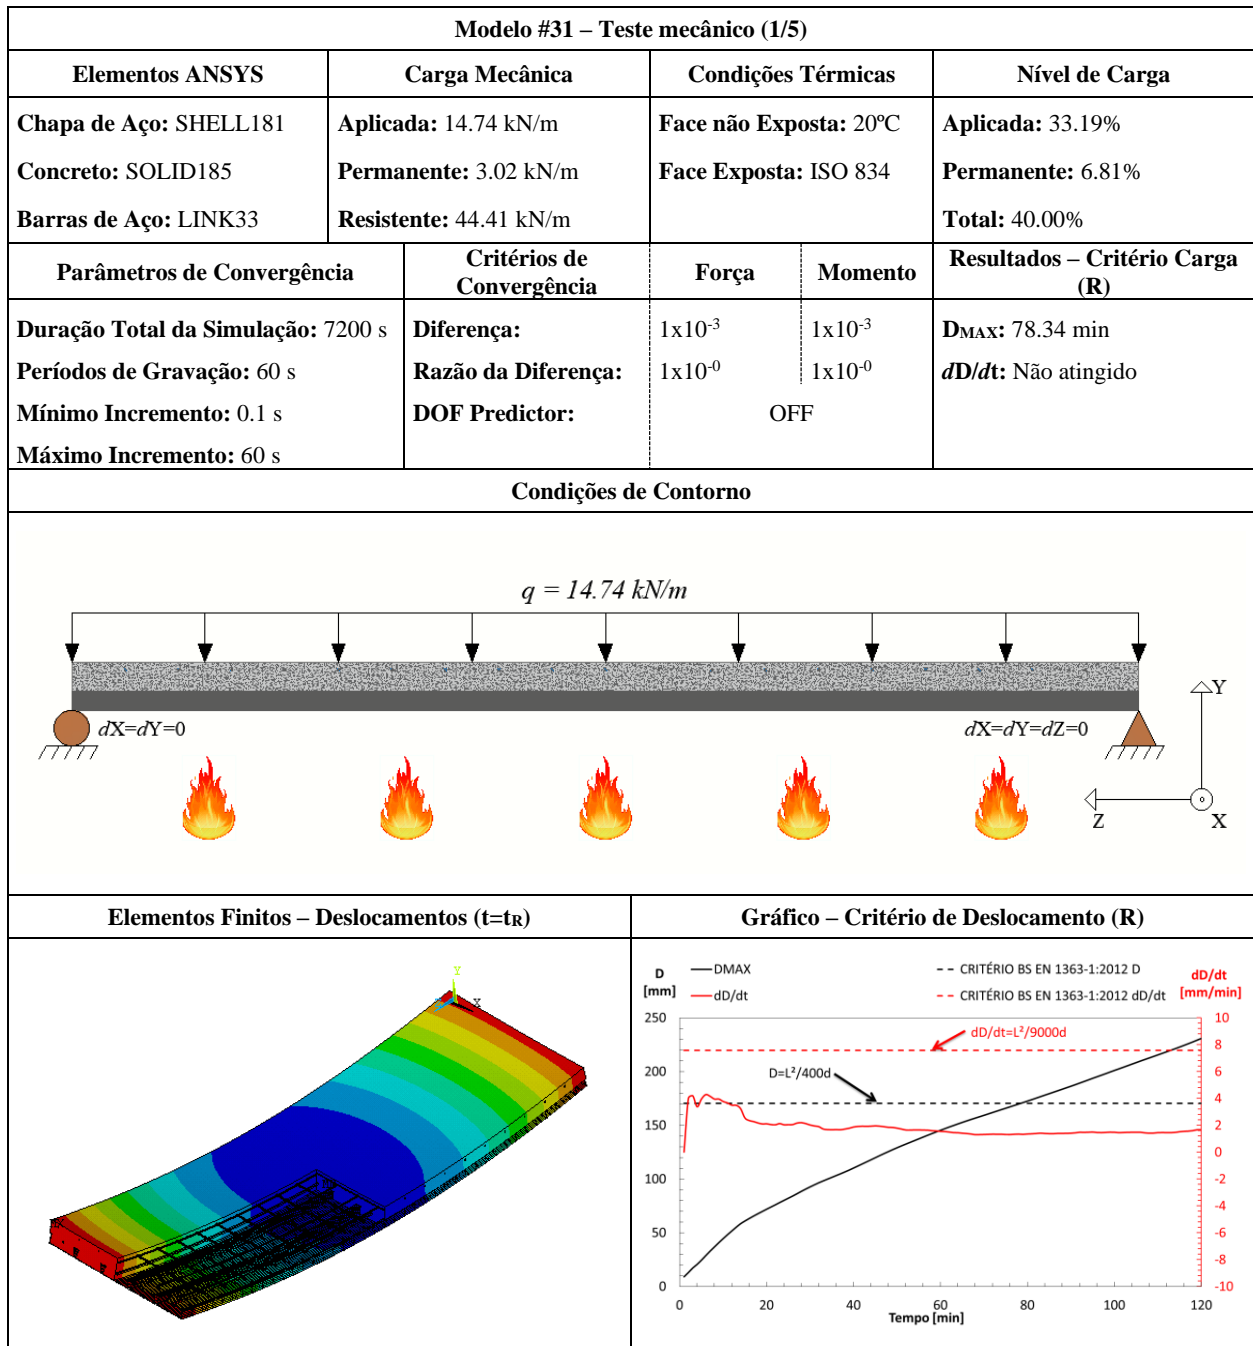 Modelo #31 – Teste mecânico (1/5)
Elementos ANSYS
Carga Mecânica
Condições Térmicas
Nível de Carga
Chapa de Aço: SHELL181
Concreto: SOLID185
Barras de Aço: LINK33
Aplicada: 14.74 kN/m
Permanente: 3.02 kN/m
Resistente: 44.41 kN/m
Face não Exposta: 20ºC
Face Exposta: ISO 834
Aplicada: 33.19%
Permanente: 6.81%
Total: 40.00%
Parâmetros de Convergência
Critérios de
Convergência
Força
Momento
Resultados – Critério Carga
(R)
Duração Total da Simulação: 7200 s
Períodos de Gravação: 60 s
Mínimo Incremento: 0.1 s
Máximo Incremento: 60 s
Diferença: 1x10⁻³ 1x10⁻³
Razão da Diferença: 1x10⁻⁰ 1x10⁻⁰
DOF Predictor: OFF
DMAX: 78.34 min
dD/dt: Não atingido
Condições de Contorno
q = 14.74 kN/m
dX=dY=0
dX=dY=dZ=0
Y
Z
X
Elementos Finitos – Deslocamentos (t=tR)
Y
X
Gráfico – Critério de Deslocamento (R)
D
[mm]
DMAX
dD/dt
CRITÉRIO BS EN 1363-1:2012 D
CRITÉRIO BS EN 1363-1:2012 dD/dt
dD/dt
[mm/min]
250
200
150
100
50
0
dD/dt=L²/9000d
D=L²/400d
10
8
6
4
2
0
-2
-4
-6
-8
-10
0 20 40 60 80 100 120
Tempo [min]